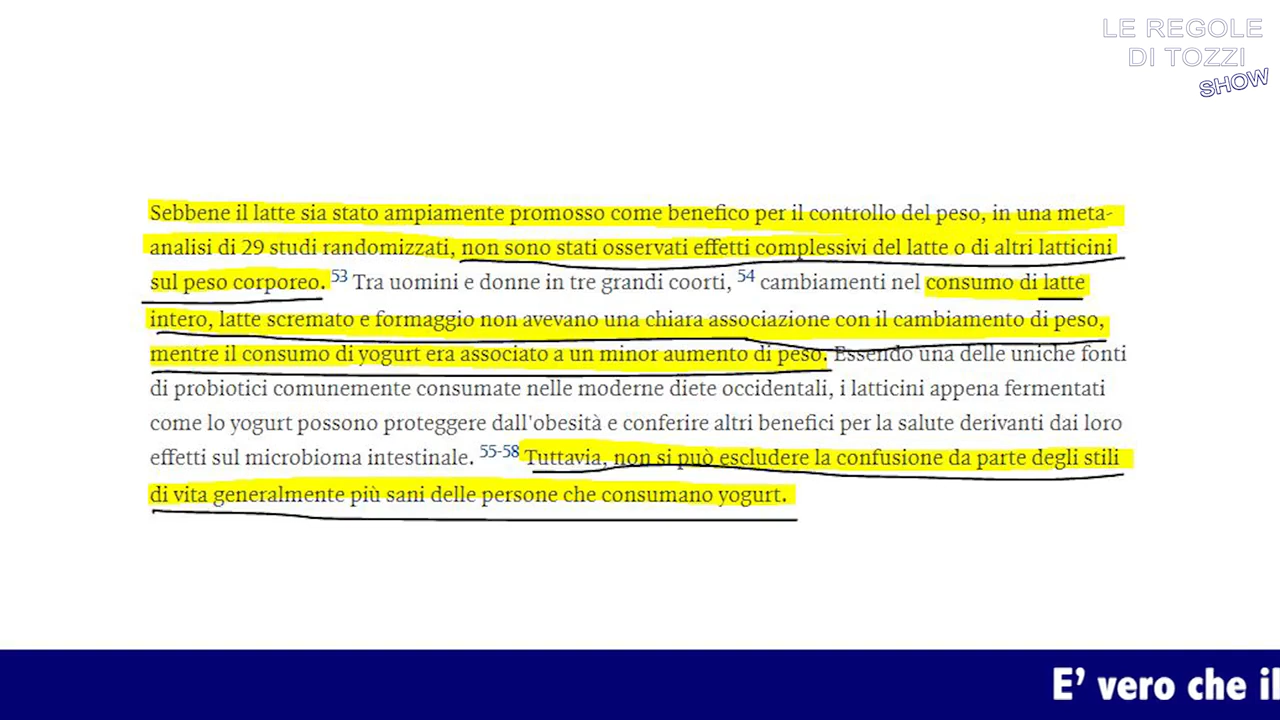 LE REGOLE
DI TOZZI
SHOW
Sebbene il latte sia stato ampiamente promosso come benefico per il controllo del peso, in una meta-
analisi di 29 studi randomizzati, non sono stati osservati effetti complessivi del latte o di altri latticini
sul peso corporeo. 53 Tra uomini e donne in tre grandi coorti, 54 cambiamenti nel consumo di latte
intero, latte scremato e formaggio non avevano una chiara associazione con il cambiamento di peso,
mentre il consumo di yogurt era associato a un minor aumento di peso. Essendo una delle uniche fonti
di probiotici comunemente consumate nelle moderne diete occidentali, i latticini appena fermentati
come lo yogurt possono proteggere dall'obesità e conferire altri benefici per la salute derivanti dai loro
effetti sul microbioma intestinale. 55-58 Tuttavia, non si può escludere la confusione da parte degli stili
di vita generalmente più sani delle persone che consumano yogurt.
E' vero che il